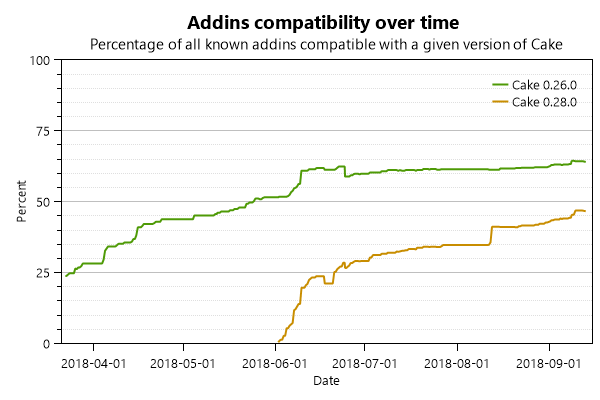 Addins compatibility over time
Percentage of all known addins compatible with a given version of Cake
100
Cake 0.26.0
Cake 0.28.0
75
Percent
50
25
0
2018-04-01 2018-05-01 2018-06-01 2018-07-01 2018-08-01 2018-09-01
Date